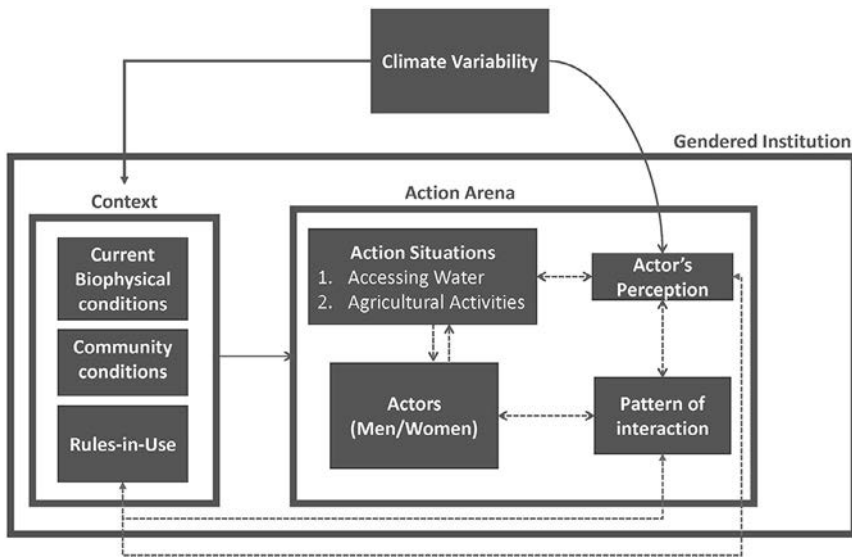 Climate Variability
Gendered Institution
Context
Action Arena
Current
Biophysical
conditions
Community
conditions
Rules-in-Use
Action Situations
1. Accessing Water
2. Agricultural Activities
Actor's
Perception
Actors
(Men/Women)
Pattern of
interaction